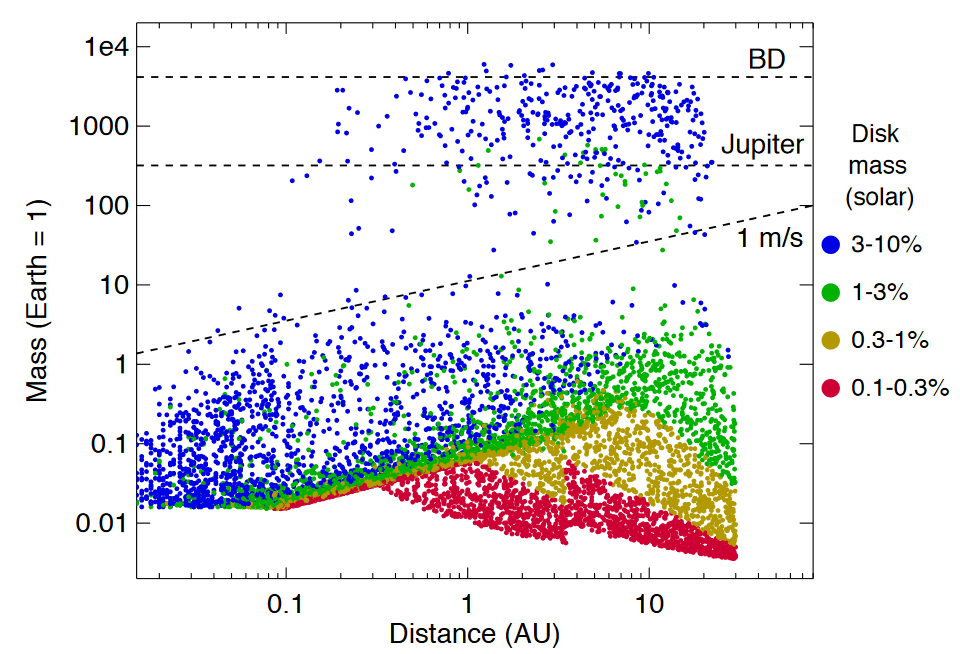 1e4
1000
100
10
1
0.1
0.01
Mass (Earth = 1)
BD
Jupiter
1 m/s
0.1
1
10
Distance (AU)
Disk
mass
(solar)
3-10%
1-3%
0.3-1%
0.1-0.3%